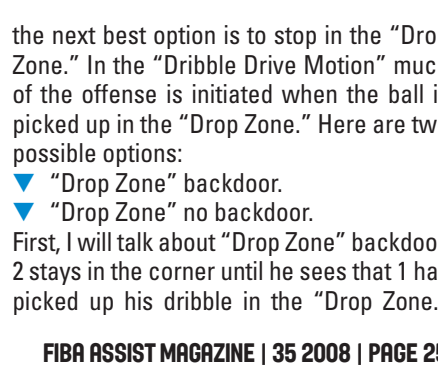 the next best option is to stop in the “Dro
Zone.” In the “Dribble Drive Motion” muc
of the offense is initiated when the ball i
picked up in the “Drop Zone.” Here are tw
possible options:
▼ “Drop Zone” backdoor.
▼ “Drop Zone” no backdoor.
First, I will talk about “Drop Zone” backdoo
2 stays in the corner until he sees that 1 ha
picked up his dribble in the “Drop Zone.
FIBA ASSIST MAGAZINE | 35 2008 | PAGE 25